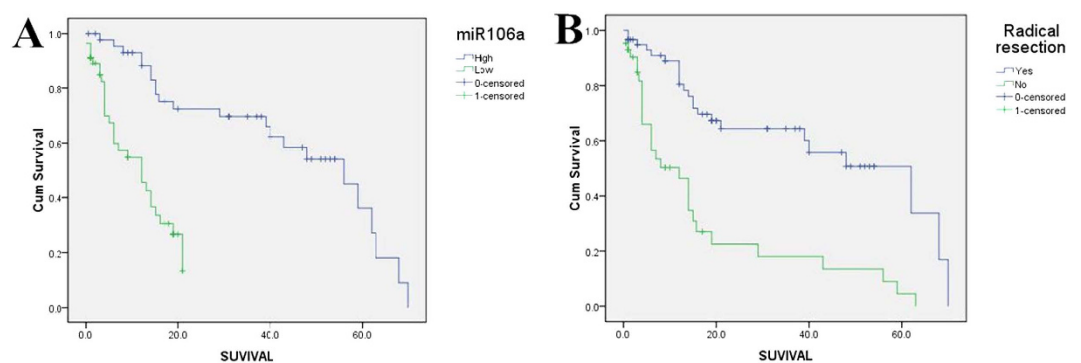 A
miR106a
High
Low
0-censored
1-censored
Cum Survival
1.0
0.8
0.6
0.4
0.2
0.0
0.0 20.0 40.0 60.0
SUVIVAL
B
Radical
resection
Yes
No
0-censored
1-censored
Cum Survival
1.0
0.8
0.6
0.4
0.2
0.0
0.0 20.0 40.0 60.0
SUVIVAL